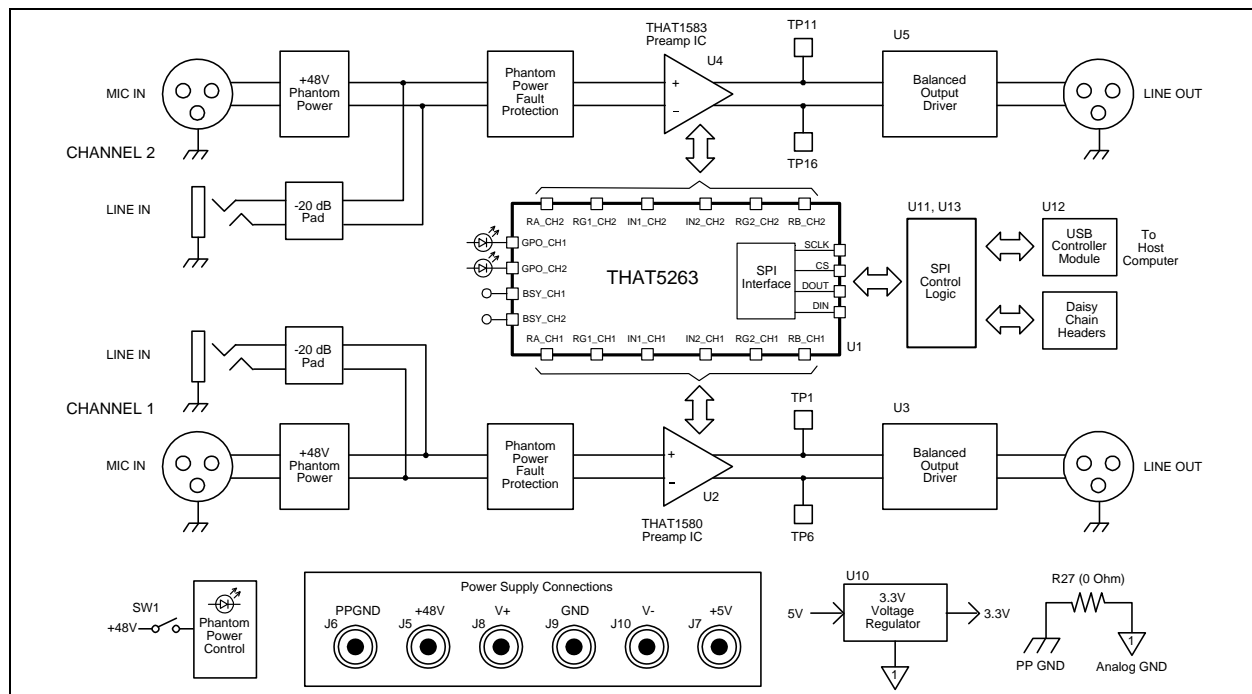 THAT1583
Preamp IC
U4
TP11
U5
MIC IN
+48V
Phantom
Power
Phantom
Power
Fault
Protection
+
−
Balanced
Output
Driver
LINE OUT
CHANNEL 2
TP16
LINE IN
-20 dB
Pad
RA_CH2
RG1_CH2
IN1_CH2
IN2_CH2
RG2_CH2
RB_CH2
GPO_CH1
GPO_CH2
BSY_CH1
BSY_CH2
THAT5263
SPI
Interface
SCLK
CS
DOUT
DIN
RA_CH1
RG1_CH1
IN1_CH1
IN2_CH1
RG2_CH1
RB_CH1
U1
U11, U13
SPI
Control
Logic
U12
USB
Controller
Module
To
Host
Computer
Daisy
Chain
Headers
LINE IN
-20 dB
Pad
CHANNEL 1
MIC IN
+48V
Phantom
Power
Phantom
Power
Fault
Protection
+
−
U2
THAT1580
Preamp IC
TP1
TP6
U3
Balanced
Output
Driver
LINE OUT
SW1
+48V
Phantom
Power
Control
Power Supply Connections
PPGND
+48V
V+
GND
V-
+5V
J6
J5
J8
J9
J10
J7
U10
5V
3.3V
Voltage
Regulator
3.3V
1
R27 (0 Ohm)
PP GND
1
Analog GND